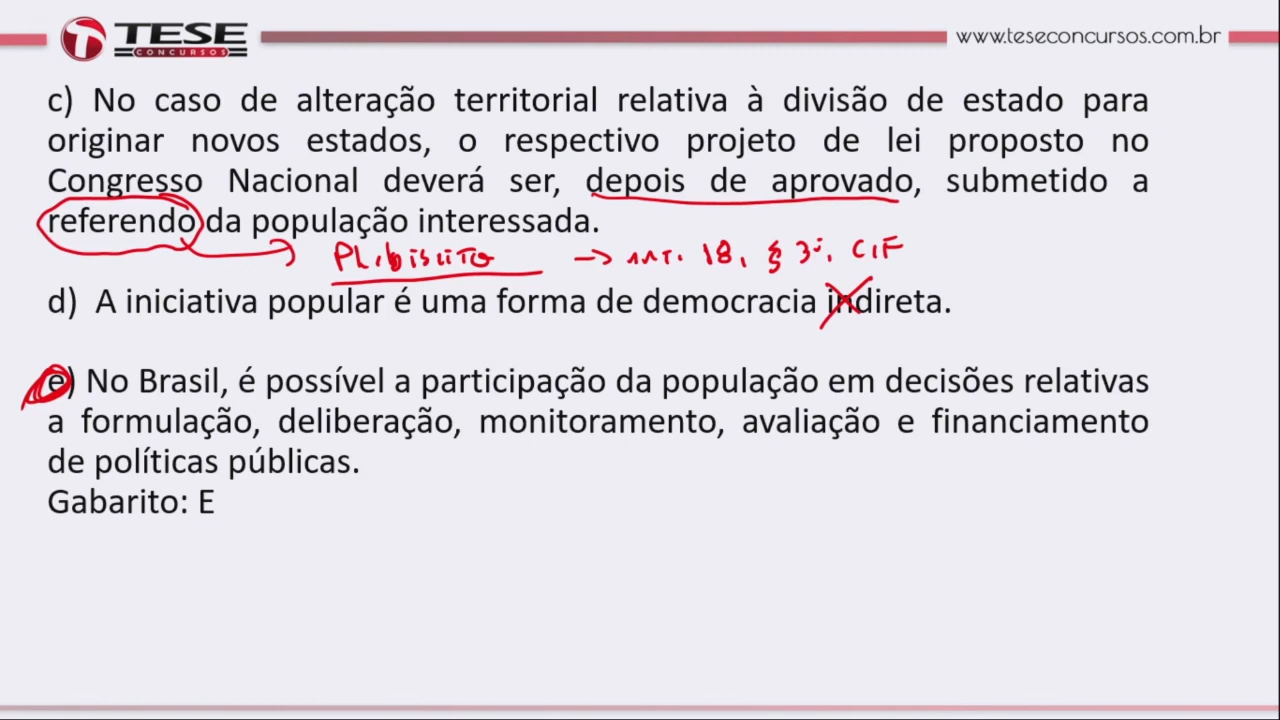 TESE
CONCURSOS
www.teseconcursos.com.br
c) No caso de alteração territorial relativa à divisão de estado para
originar novos estados, o respectivo projeto de lei proposto no
Congresso Nacional deverá ser, depois de aprovado, submetido a
referendo da população interessada.
Plebiscito → art. 18, § 3º, CF
d) A iniciativa popular é uma forma de democracia indireta.
e) No Brasil, é possível a participação da população em decisões relativas
a formulação, deliberação, monitoramento, avaliação e financiamento
de políticas públicas.
Gabarito: E